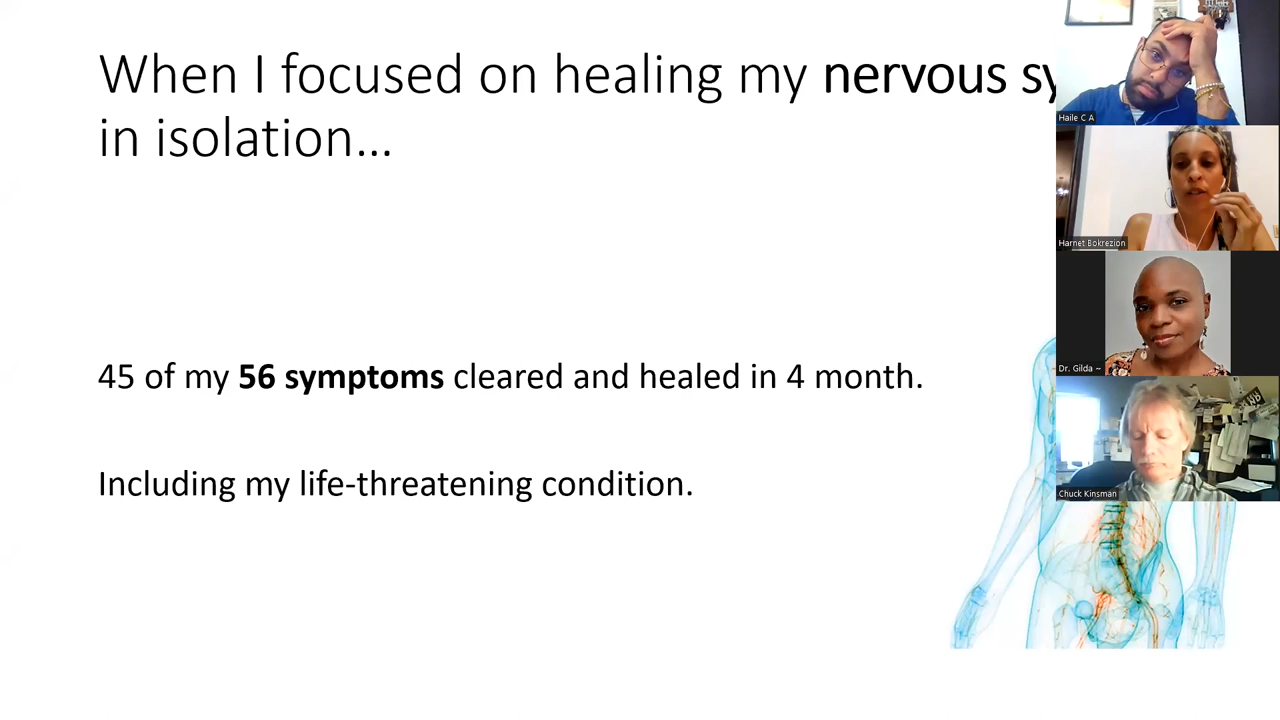 When I focused on healing my nervous sy
in isolation...
45 of my 56 symptoms cleared and healed in 4 month.
Including my life-threatening condition.
Haile C A
Harnet Bokrezion
Dr. Gilda ~
Chuck Kinsman